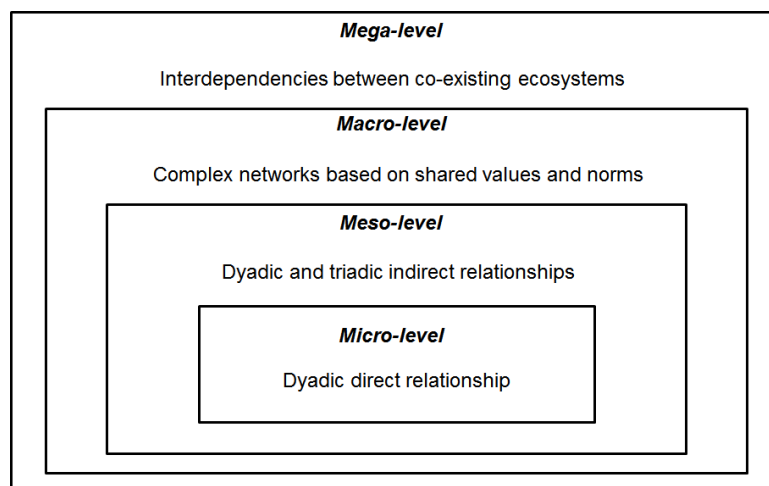 Mega-level
Interdependencies between co-existing ecosystems
Macro-level
Complex networks based on shared values and norms
Meso-level
Dyadic and triadic indirect relationships
Micro-level
Dyadic direct relationship